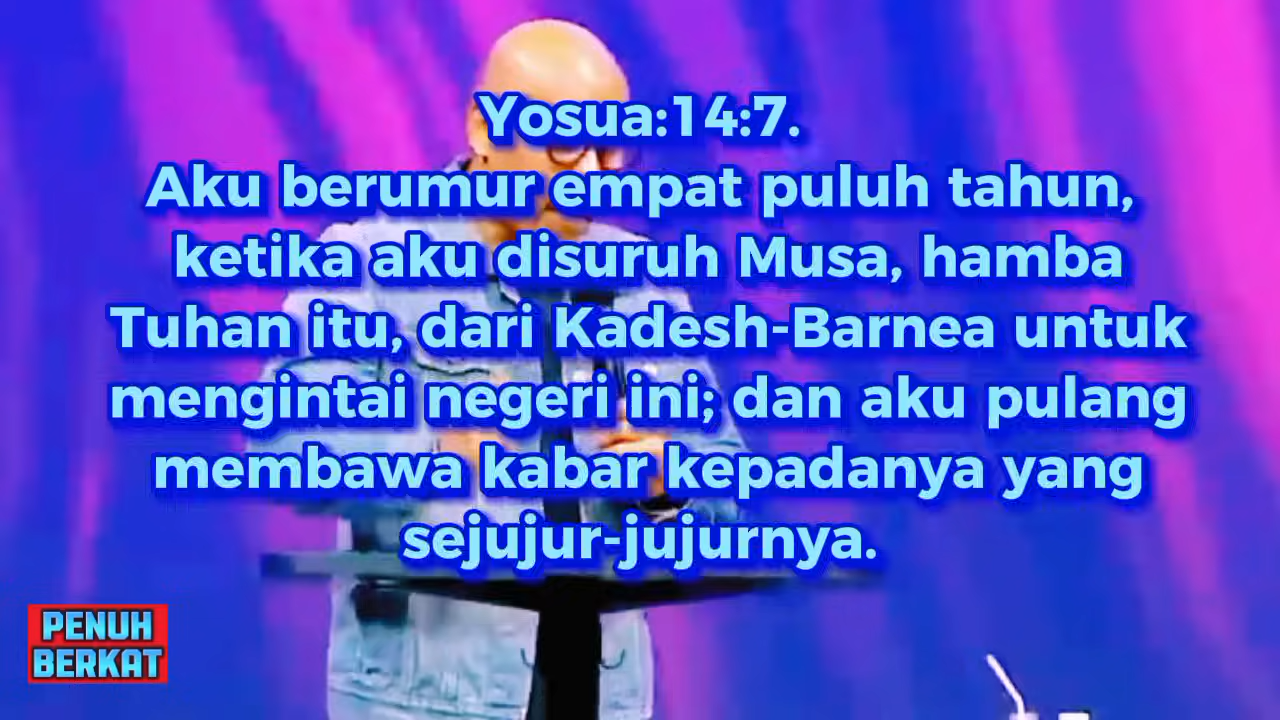 Yosua:14:7.
Aku berumur empat puluh tahun,
ketika aku disuruh Musa, hamba
Tuhan itu, dari Kadesh-Barnea untuk
mengintai negeri ini; dan aku pulang
membawa kabar kepadanya yang
sejujur-jujurnya.
PENUH
BERKAT